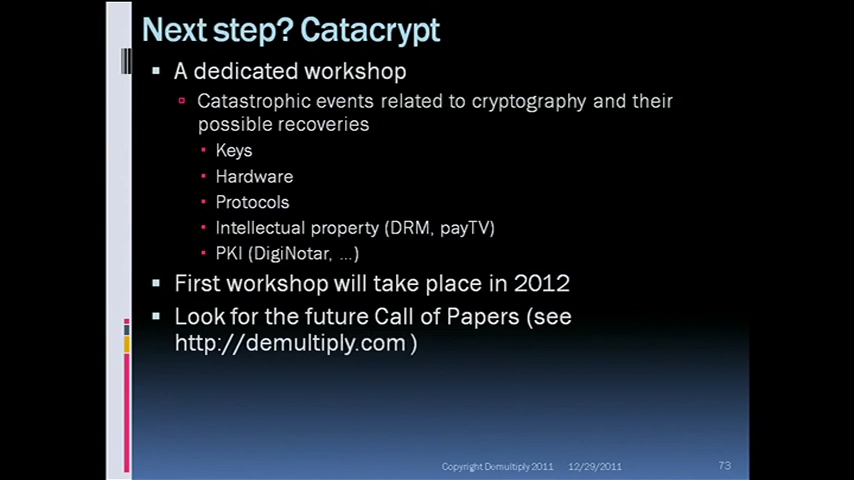 Next step? Catacrypt
A dedicated workshop
Catastrophic events related to cryptography and their
possible recoveries
Keys
Hardware
Protocols
Intellectual property (DRM, payTV)
PKI (DigiNotar, ...)
First workshop will take place in 2012
Look for the future Call of Papers (see
http://demultiply.com )
Copyright Demultiply 2011 12/29/2011 73